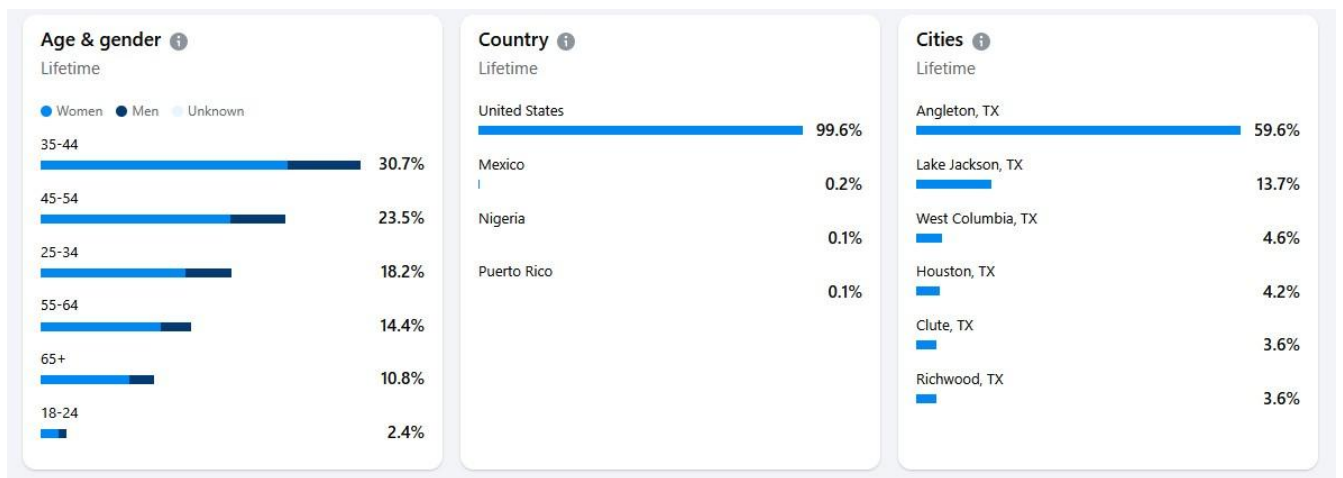 Age & gender
Lifetime
Women Men Unknown
35-44
30.7%
45-54
23.5%
25-34
18.2%
55-64
14.4%
65+
10.8%
18-24
2.4%
Country
Lifetime
United States
99.6%
Mexico
0.2%
Nigeria
0.1%
Puerto Rico
0.1%
Cities
Lifetime
Angleton, TX
59.6%
Lake Jackson, TX
13.7%
West Columbia, TX
4.6%
Houston, TX
4.2%
Clute, TX
3.6%
Richwood, TX
3.6%